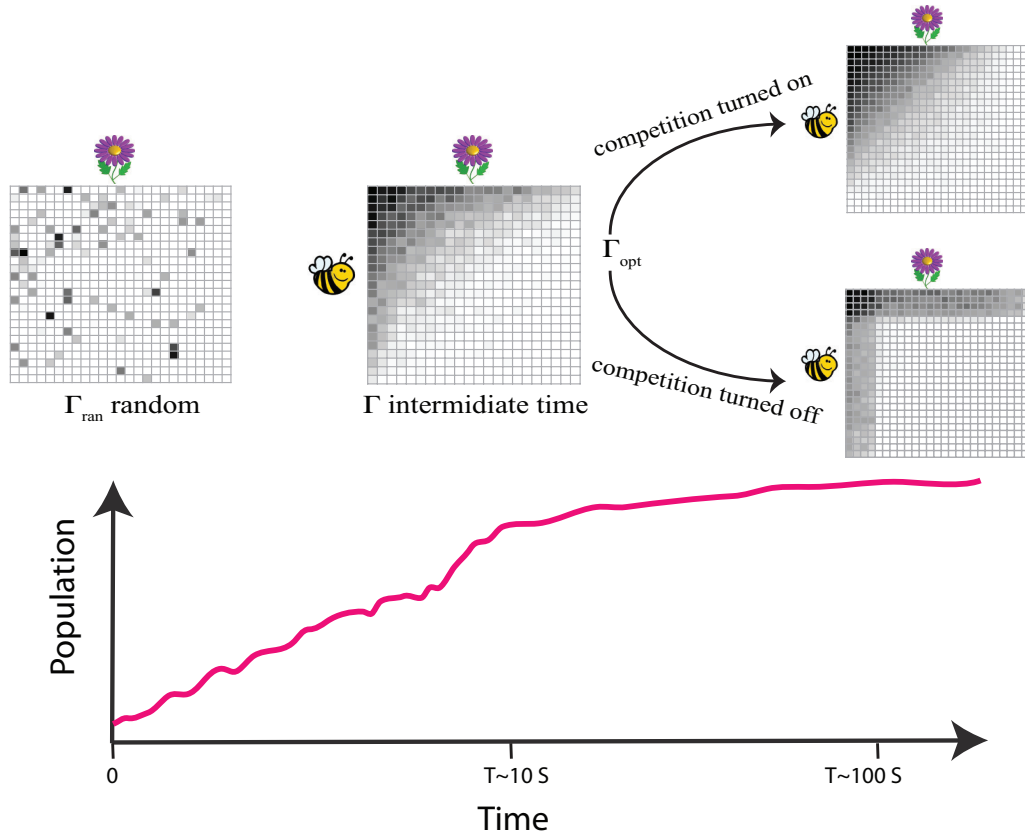 competition turned on
Γopt
competition turned off
Γran random
Γ intermidiate time
Population
0
T~10 S
T~100 S
Time